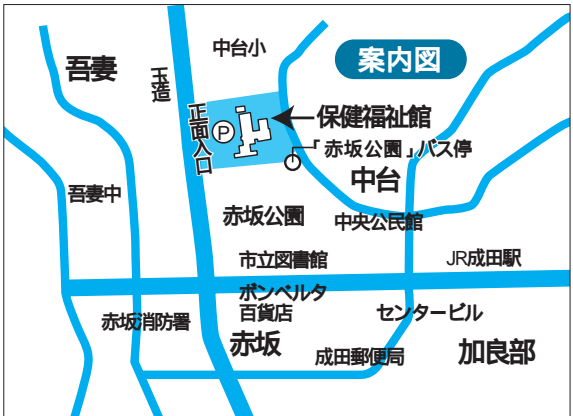 中台小
案内図
吾妻
玉造
正面入口
P
保健福祉館
「赤坂公園」バス停
中台
吾妻中
赤坂公園
中央公民館
市立図書館
JR成田駅
ボンベルタ
百貨店
センタービル
赤坂消防署
赤坂
成田郵便局
加良部